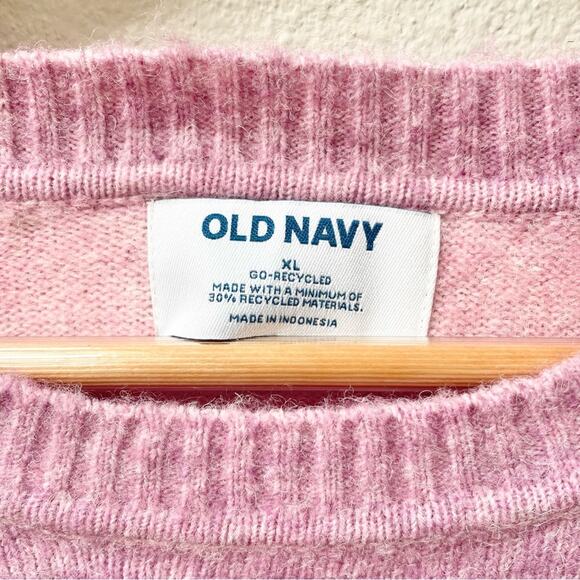 OLD NAVY
XL
GO-RECYCLED
MADE WITH A MINIMUM OF
30% RECYCLED MATERIALS.
MADE IN INDONESIA